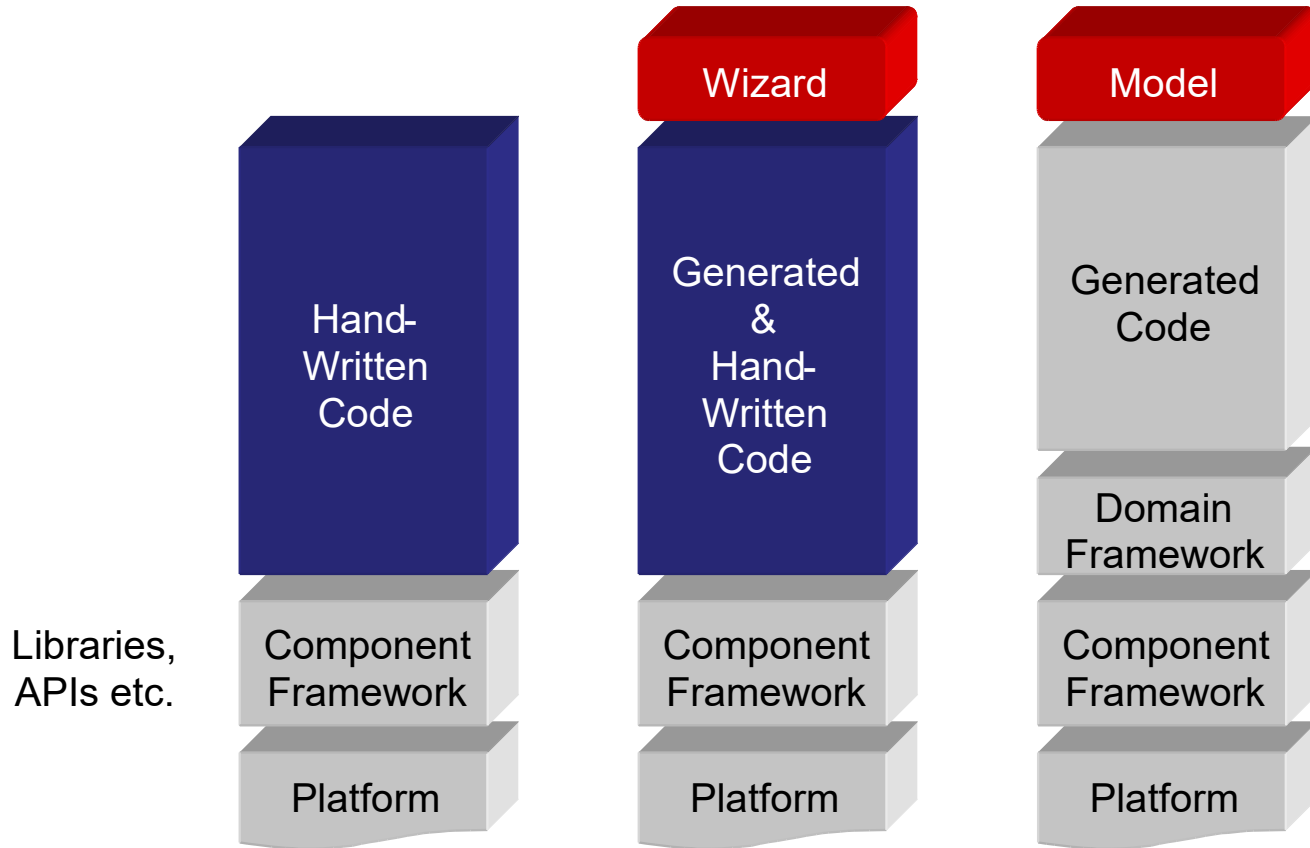 Wizard
Model
Hand-
Written
Code
Generated
&
Hand-
Written
Code
Generated
Code
Domain
Framework
Libraries,
APIs etc.
Component
Framework
Component
Framework
Component
Framework
Platform
Platform
Platform